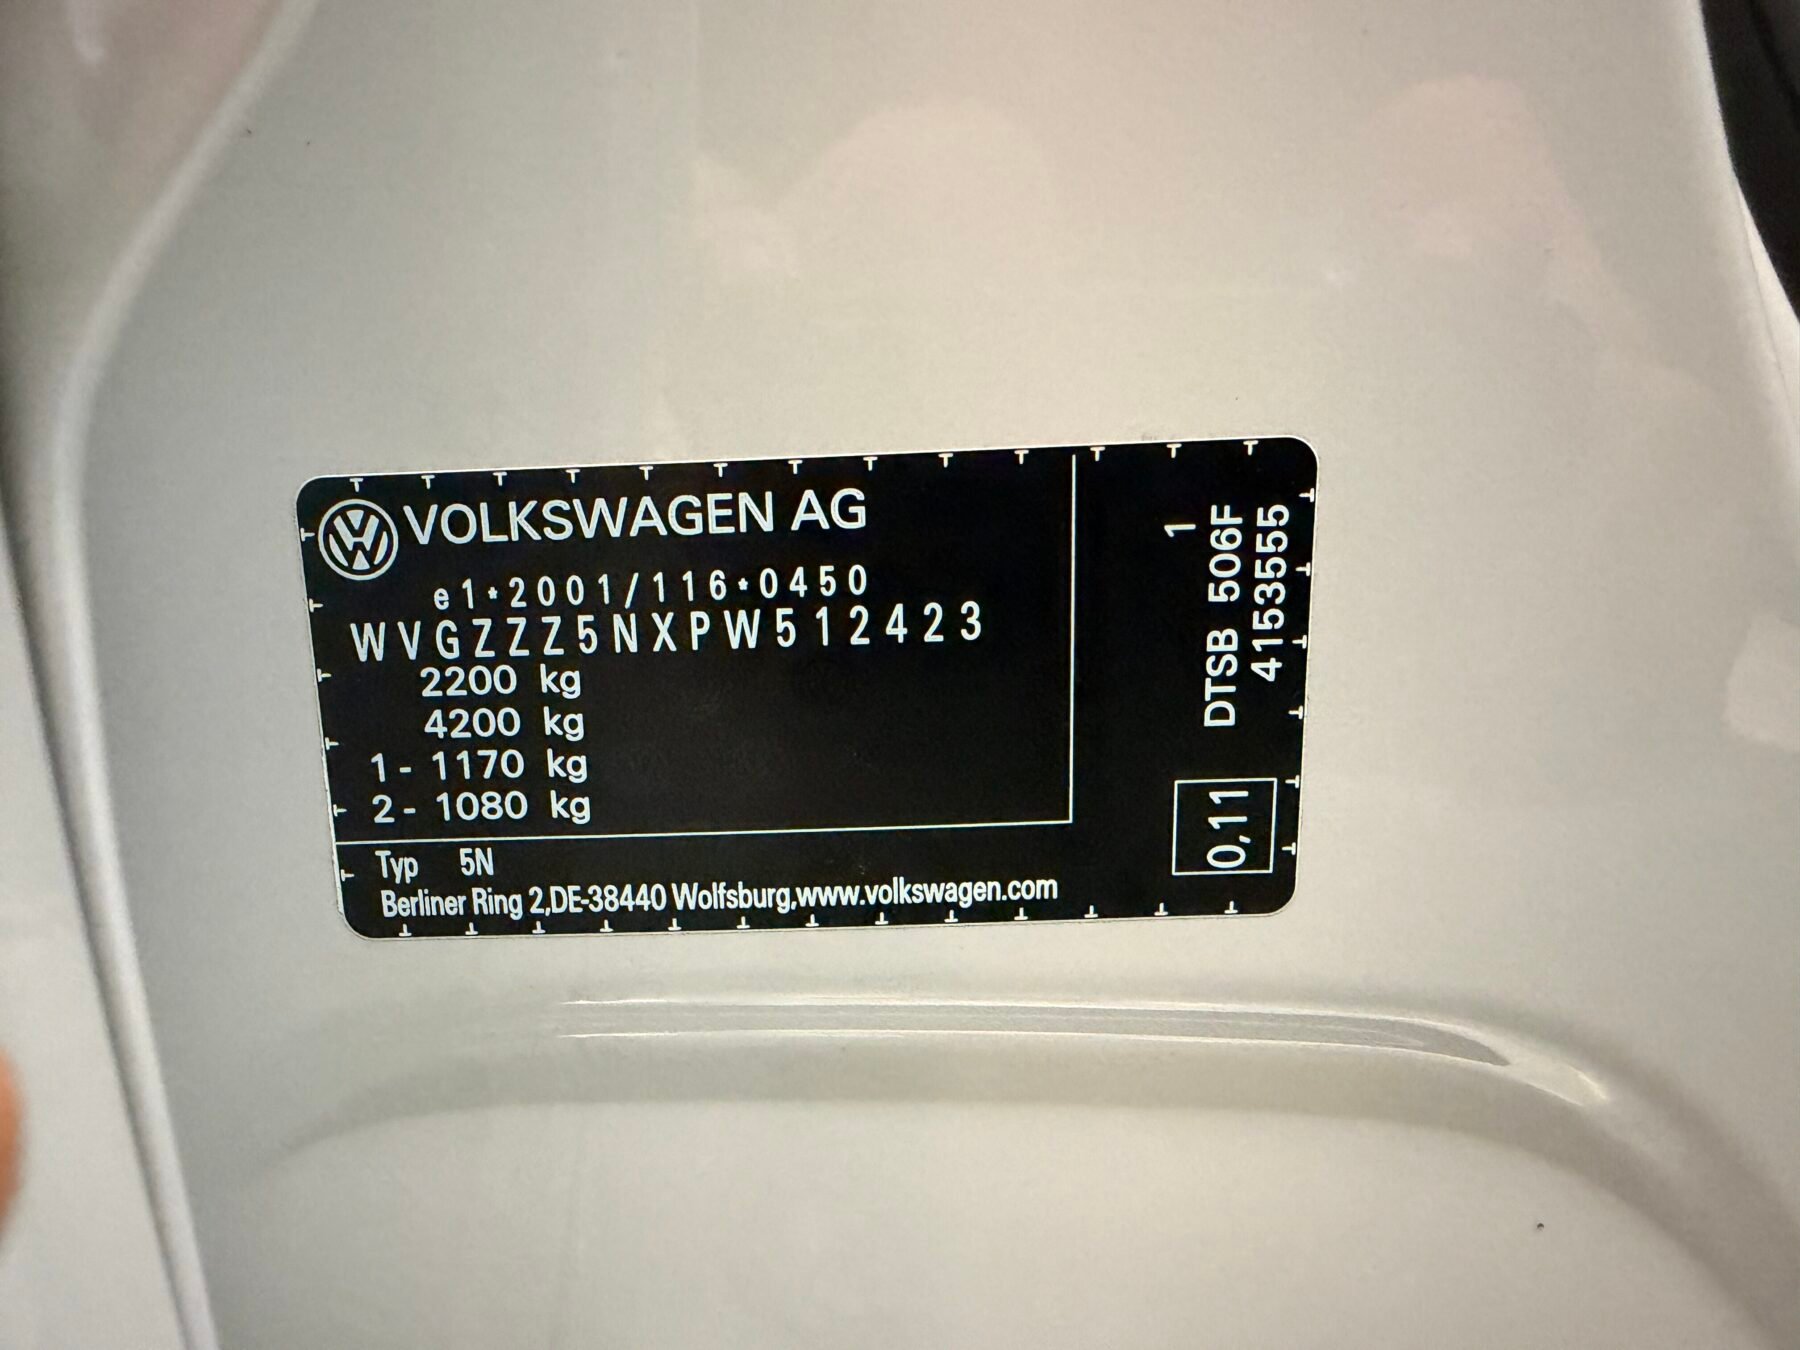 VOLKSWAGEN AG
e1*2001/116*0450
WVGZZZ5NXPW512423
2200 kg
4200 kg
1- 1170 kg
2- 1080 kg
Typ 5N
Berliner Ring 2,DE-38440 Wolfsburg,www.volkswagen.com
1
DTSB 506F
4153555
0,11